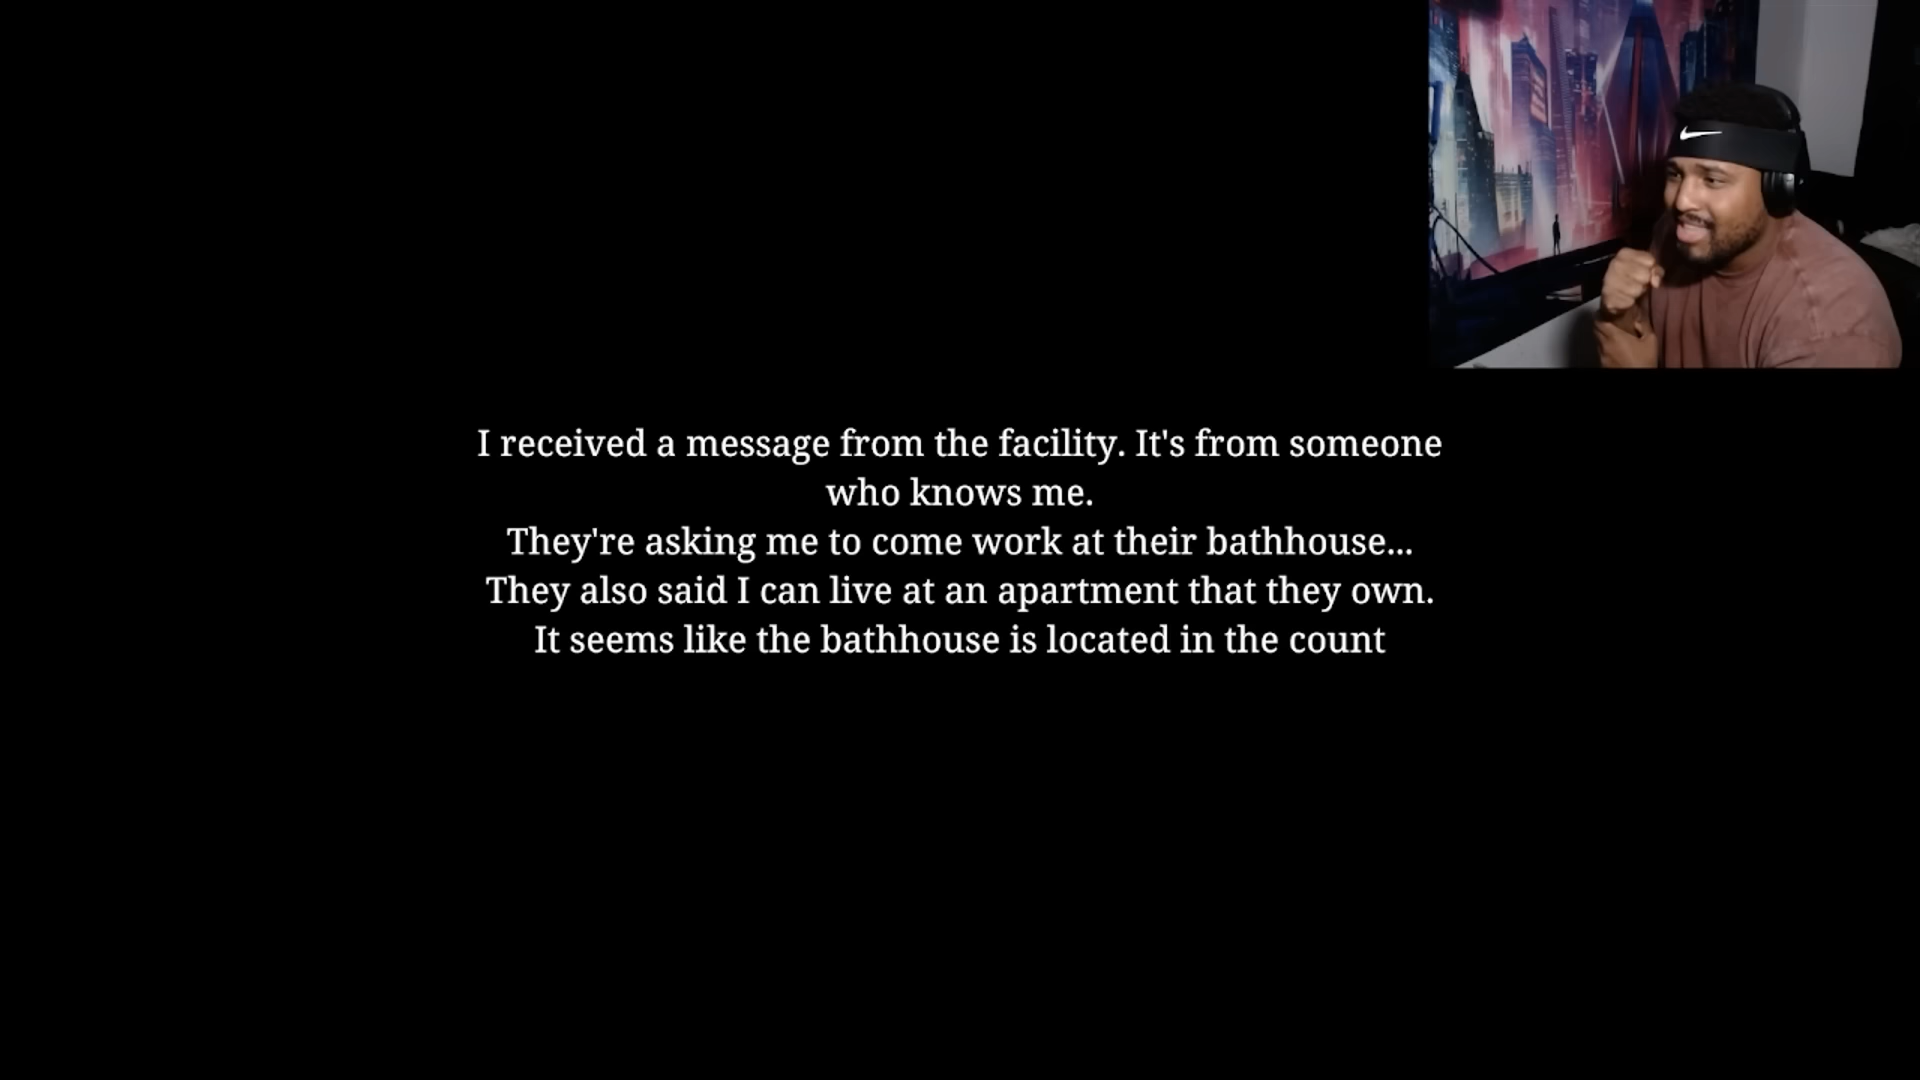 I received a message from the facility. It's from someone
who knows me.
They're asking me to come work at their bathhouse...
They also said I can live at an apartment that they own.
It seems like the bathhouse is located in the count